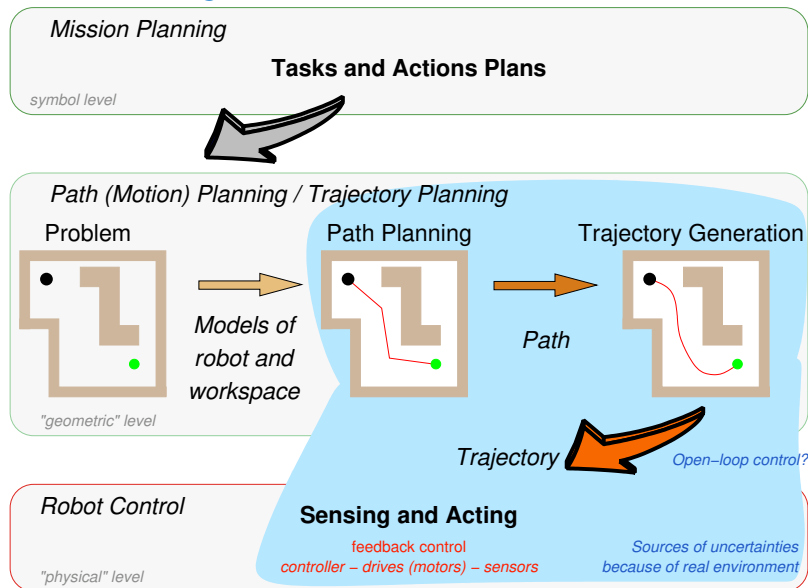 Mission Planning
Tasks and Actions Plans
symbol level
Path (Motion) Planning / Trajectory Planning
Problem
Path Planning
Trajectory Generation
Models of
robot and
workspace
Path
"geometric" level
Trajectory
Open−loop control?
Robot Control
Sensing and Acting
feedback control
controller − drives (motors) − sensors
Sources of uncertainties
because of real environment
"physical" level